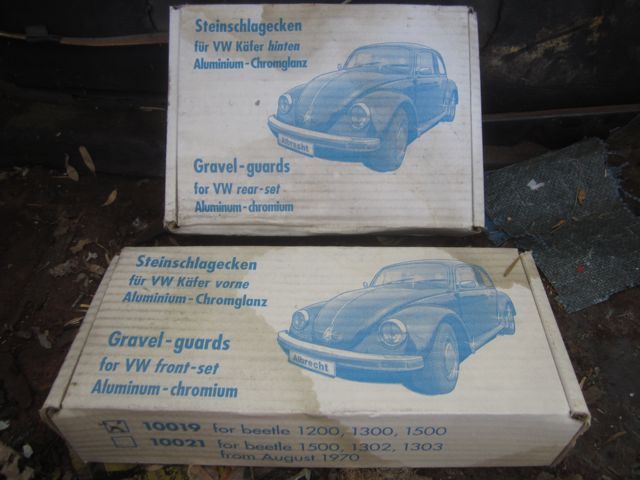 Steinschlagecken
für VW Käfer hinten
Aluminium-Chromglanz
Albrecht
Gravel-guards
for VW rear-set
Aluminum-chromium
Steinschlagecken
für VW Käfer vorne
Aluminium-Chromglanz
Albrecht
Gravel-guards
for VW front-set
Aluminum-chromium
10019 for beetle 1200, 1300, 1500
10021 for beetle 1500, 1302, 1303
from August 1970